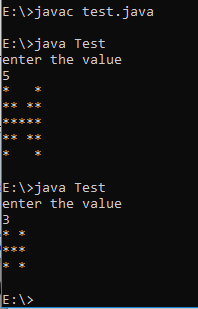 E:\>javac test.java
E:\>java Test
enter the value
5
*   *
** **
*****
** **
*   *
E:\>java Test
enter the value
3
* *
***
* *
E:\>